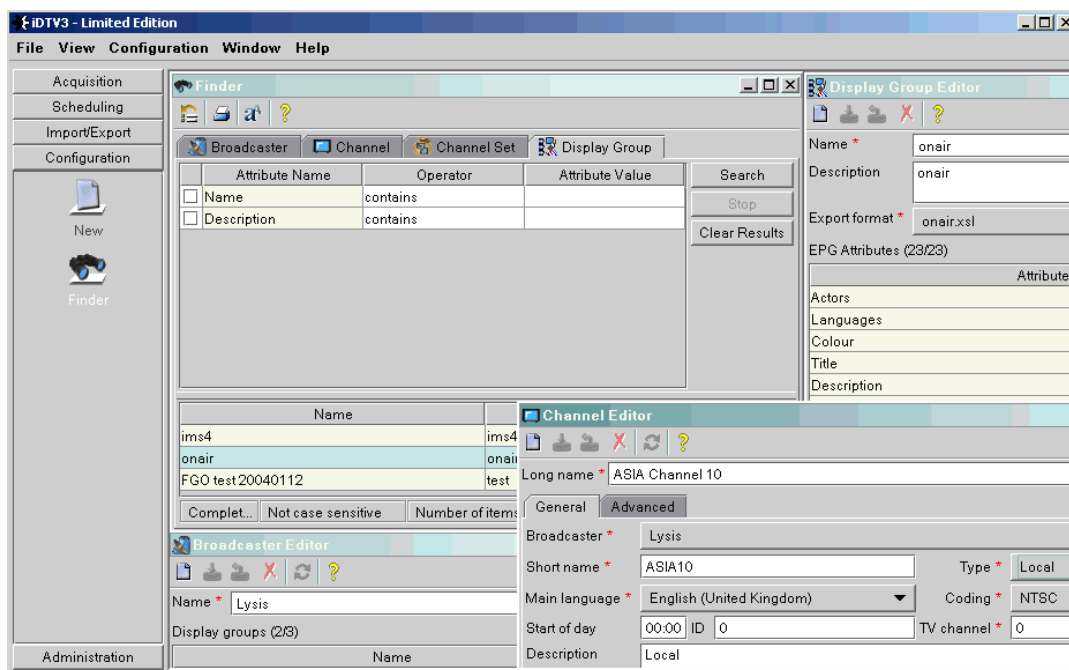 iDTV3 - Limited Edition
File View Configuration Window Help
Acquisition
Scheduling
Import/Export
Configuration
New
Finder
Administration
Finder
Broadcaster Channel Channel Set Display Group
Attribute Name Operator Attribute Value
Name contains
Description contains
Search
Stop
Clear Results
Name
ims4 ims4
onair onair
FGO test 20040112 test
Complet... Not case sensitive Number of items
Display Group Editor
Name * onair
Description onair
Export format * onair.xsl
EPG Attributes (23/23)
Attribute
Actors
Languages
Colour
Title
Description
Broadcaster Editor
Name * Lysis
Display groups (2/3)
Name
Channel Editor
Long name * ASIA Channel 10
General Advanced
Broadcaster * Lysis
Short name * ASIA10 Type * Local
Main language * English (United Kingdom) Coding * NTSC
Start of day 00:00 ID 0 TV channel * 0
Description Local